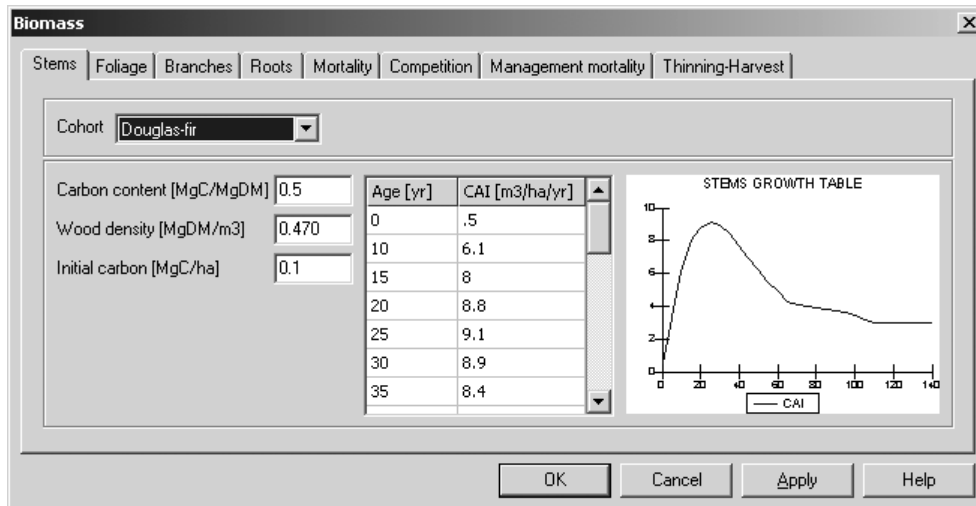 Biomass
Stems Foliage Branches Roots Mortality Competition Management mortality Thinning-Harvest
Cohort Douglas-fir
Carbon content [MgC/MgDM] 0.5
Wood density [MgDM/m3] 0.470
Initial carbon [MgC/ha] 0.1
Age [yr] CAI [m3/ha/yr]
0 .5
10 6.1
15 8
20 8.8
25 9.1
30 8.9
35 8.4
STEMS GROWTH TABLE
10
8
6
4
2
0
0 20 40 60 80 100 120 140
CAI
OK Cancel Apply Help